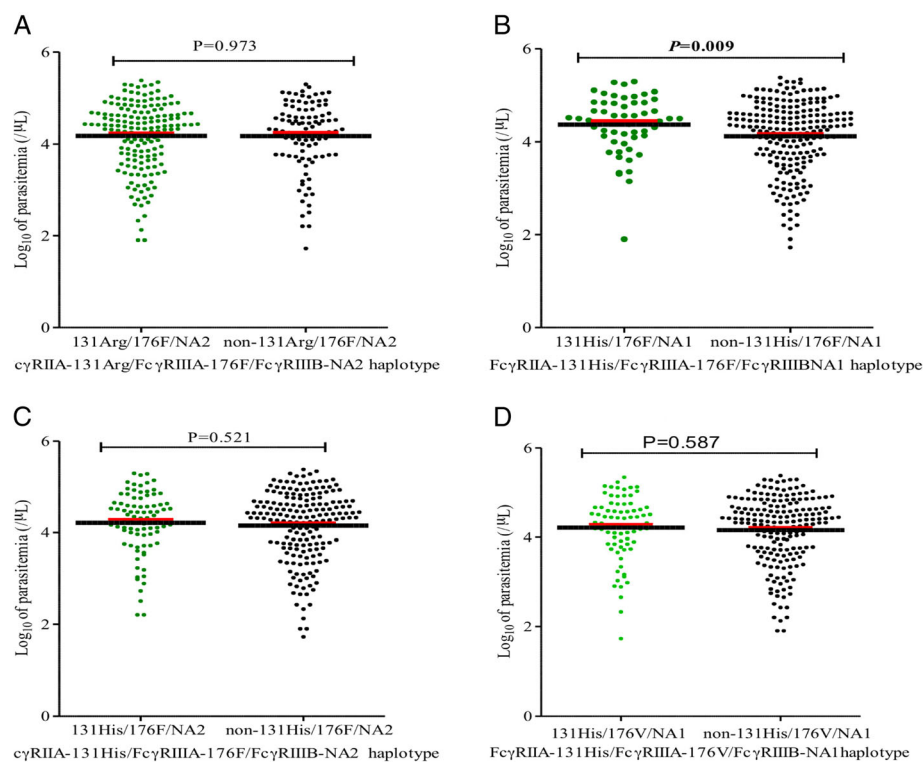 A
P=0.973
6
4
2
0
Log10 of parasitemia (/µL)
131Arg/176F/NA2 non-131Arg/176F/NA2
cγRIIA-131Arg/FcγRIIIA-176F/FcγRIIIB-NA2 haplotype
B
P=0.009
6
4
2
0
Log10 of parasitemia (/µL)
131His/176F/NA1 non-131His/176F/NA1
FcγRIIA-131His/FcγRIIIA-176F/FcγRIIIBNA1 haplotype
C
P=0.521
6
4
2
0
Log10 of parasitemia (/µL)
131His/176F/NA2 non-131His/176F/NA2
cγRIIA-131His/FcγRIIIA-176F/FcγRIIIB-NA2 haplotype
D
P=0.587
6
4
2
0
Log10 of parasitemia (/µL)
131His/176V/NA1 non-131His/176V/NA1
FcγRIIA-131His/FcγRIIIA-176V/FcγRIIIB-NA1haplotype